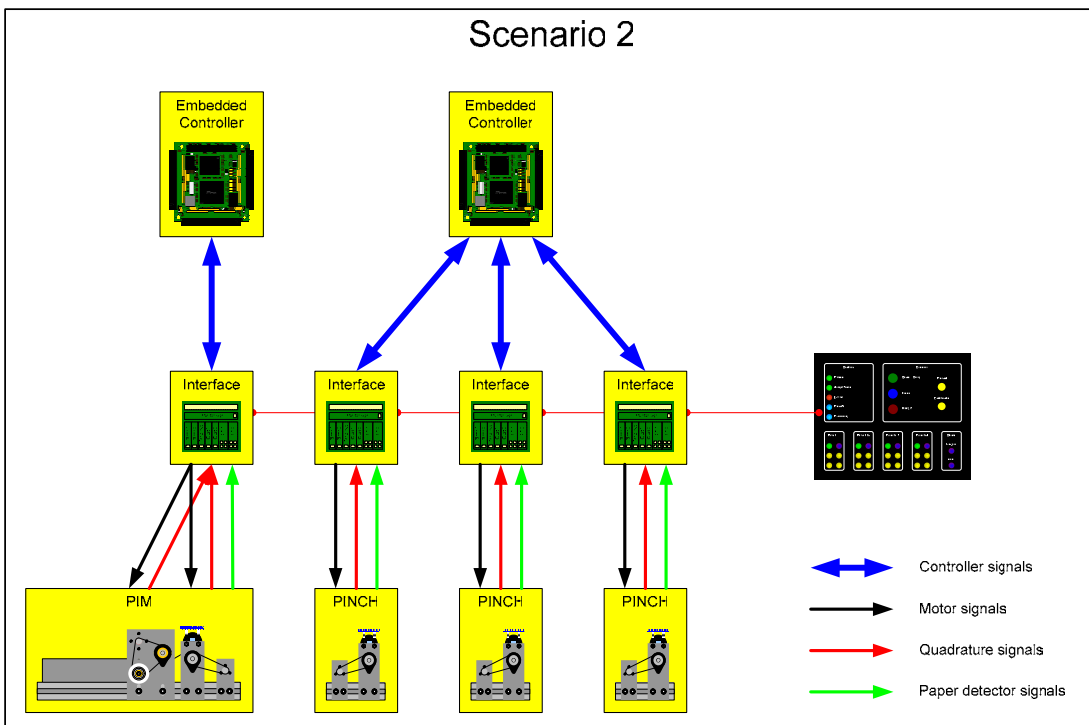 Scenario 2
Embedded
Controller
Embedded
Controller
Interface
Interface
Interface
Interface
PIM
PINCH
PINCH
PINCH
Controller signals
Motor signals
Quadrature signals
Paper detector signals